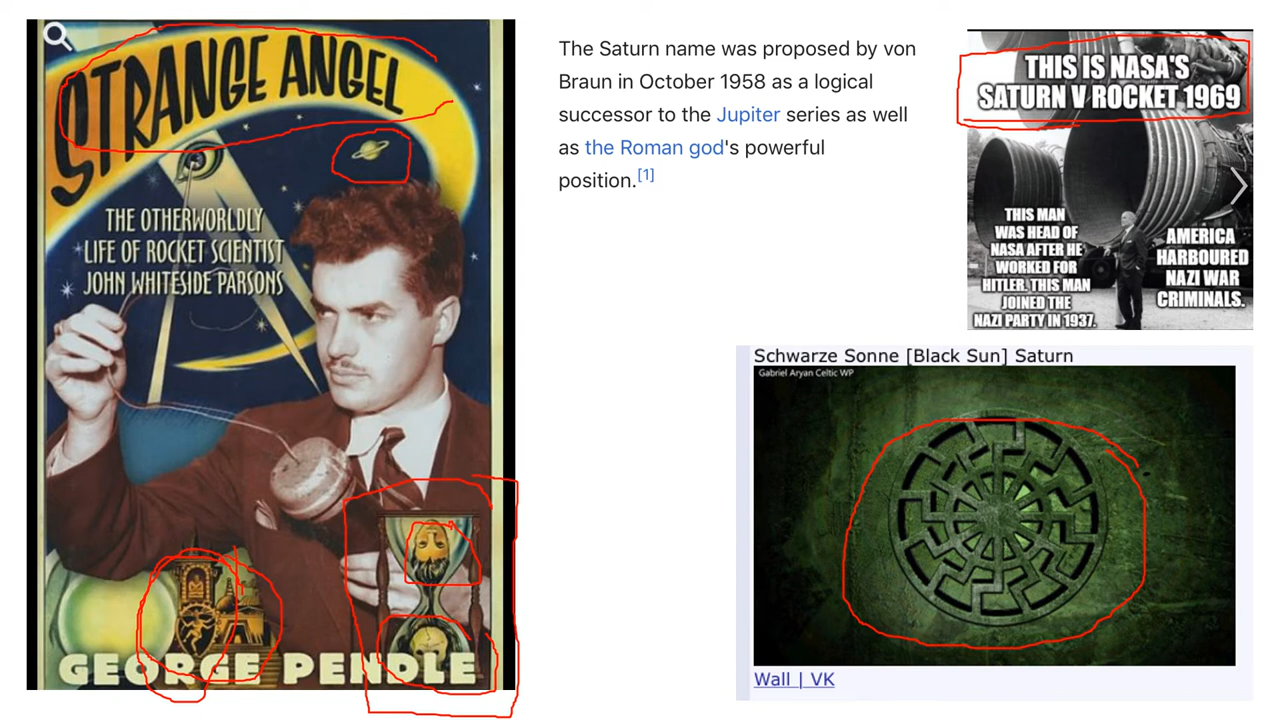 STRANGE ANGEL
THE OTHERWORLDLY
LIFE OF ROCKET SCIENTIST
JOHN WHITESIDE PARSONS
GEORGE PENDLE
The Saturn name was proposed by von
Braun in October 1958 as a logical
successor to the Jupiter series as well
as the Roman god's powerful
position.[1]
THIS IS NASA'S
SATURN V ROCKET 1969
THIS MAN
WAS HEAD OF
NASA AFTER HE
WORKED FOR
HITLER. THIS MAN
JOINED THE
NAZI PARTY IN 1937.
AMERICA
HARBOURED
NAZI WAR
CRIMINALS.
Schwarze Sonne [Black Sun] Saturn
Gabriel Aryan Celtic WP
Wall | VK